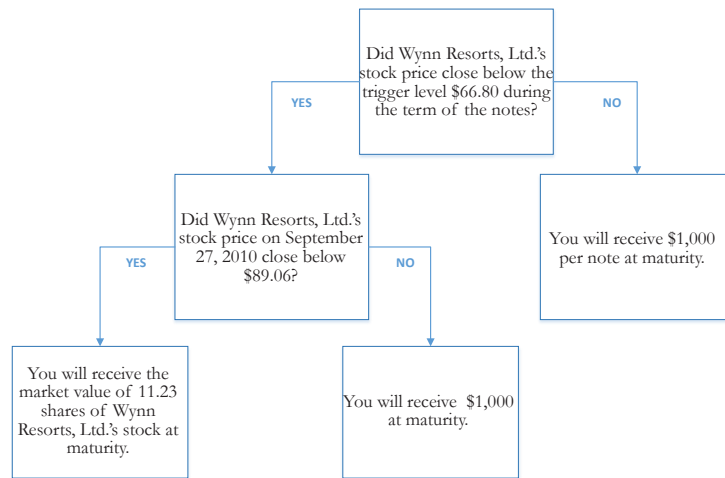 Did Wynn Resorts, Ltd.'s
stock price close below the
trigger level $66.80 during
the term of the notes?
YES
NO
Did Wynn Resorts, Ltd.'s
stock price on September
27, 2010 close below
$89.06?
You will receive $1,000
per note at maturity.
YES
NO
You will receive the
market value of 11.23
shares of Wynn
Resorts, Ltd.'s stock at
maturity.
You will receive $1,000
at maturity.